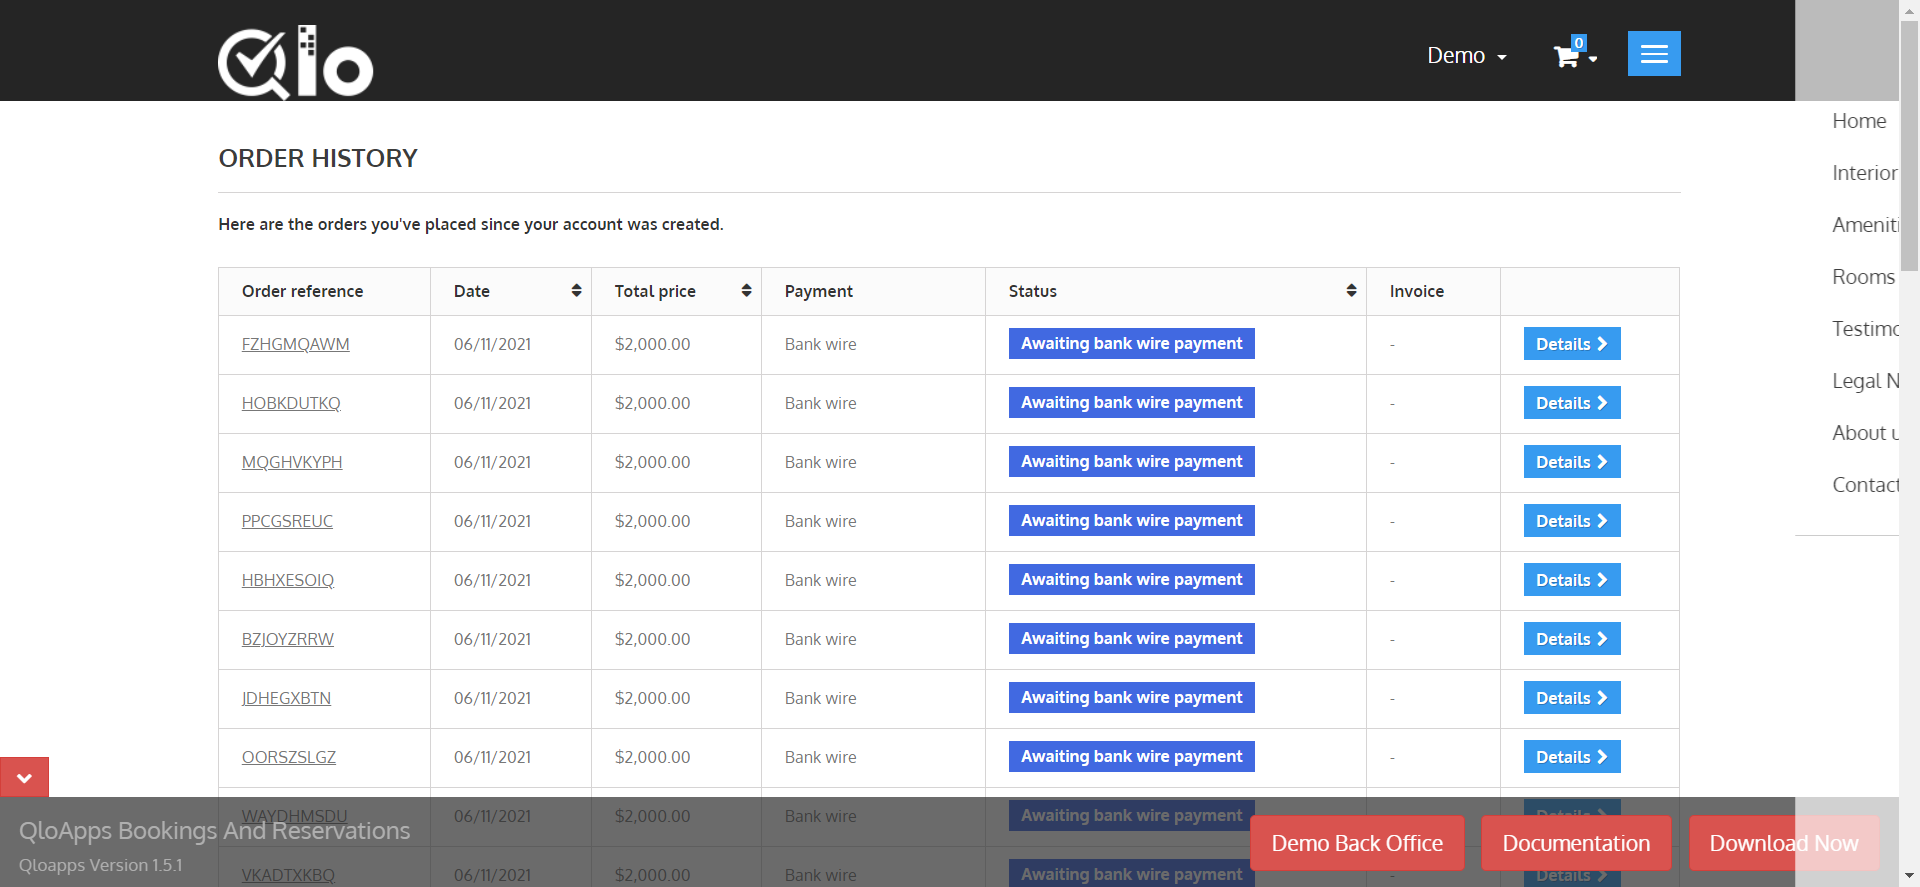 Qlo
Demo
0
Home
Interior
Ameniti
Rooms
Testimo
Legal N
About u
Contact
ORDER HISTORY
Here are the orders you've placed since your account was created.
Order reference Date Total price Payment Status Invoice
FZHGMQAWM 06/11/2021 $2,000.00 Bank wire Awaiting bank wire payment - Details
HOBKDUTKQ 06/11/2021 $2,000.00 Bank wire Awaiting bank wire payment - Details
MQGHVKYPH 06/11/2021 $2,000.00 Bank wire Awaiting bank wire payment - Details
PPCGSREUC 06/11/2021 $2,000.00 Bank wire Awaiting bank wire payment - Details
HBHXESOIQ 06/11/2021 $2,000.00 Bank wire Awaiting bank wire payment - Details
BZJOYZRRW 06/11/2021 $2,000.00 Bank wire Awaiting bank wire payment - Details
JDHEGXBTN 06/11/2021 $2,000.00 Bank wire Awaiting bank wire payment - Details
OORSZSLGZ 06/11/2021 $2,000.00 Bank wire Awaiting bank wire payment - Details
WAYDHMSDU 06/11/2021 $2,000.00 Bank wire Awaiting bank wire payment - Details
VKADTXKBQ 06/11/2021 $2,000.00 Bank wire Awaiting bank wire payment - Details
QloApps Bookings And Reservations
Qloapps Version 1.5.1
Demo Back Office
Documentation
Download Now